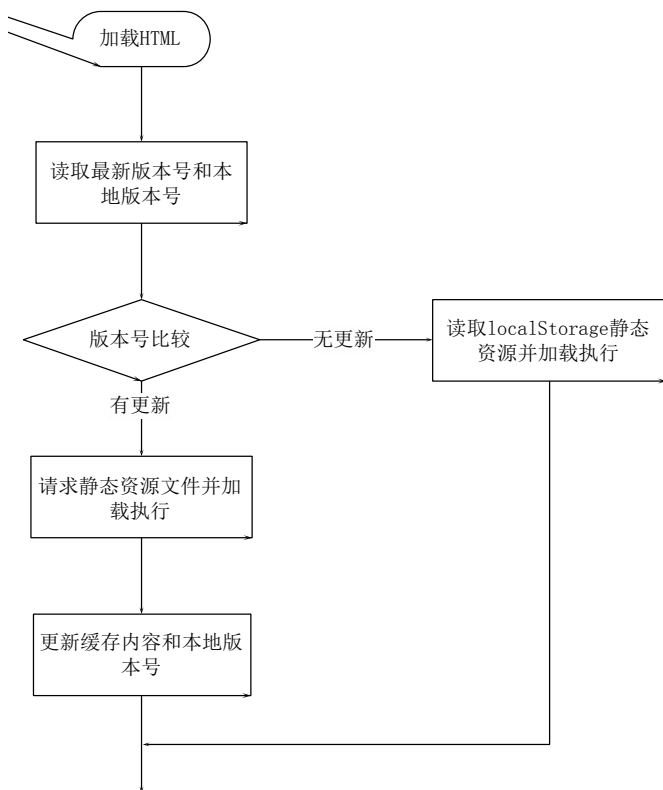 加载HTML
读取最新版本号和本
地版本号
版本号比较
无更新
读取localStorage静态
资源并加载执行
有更新
请求静态资源文件并加
载执行
更新缓存内容和本地版
本号